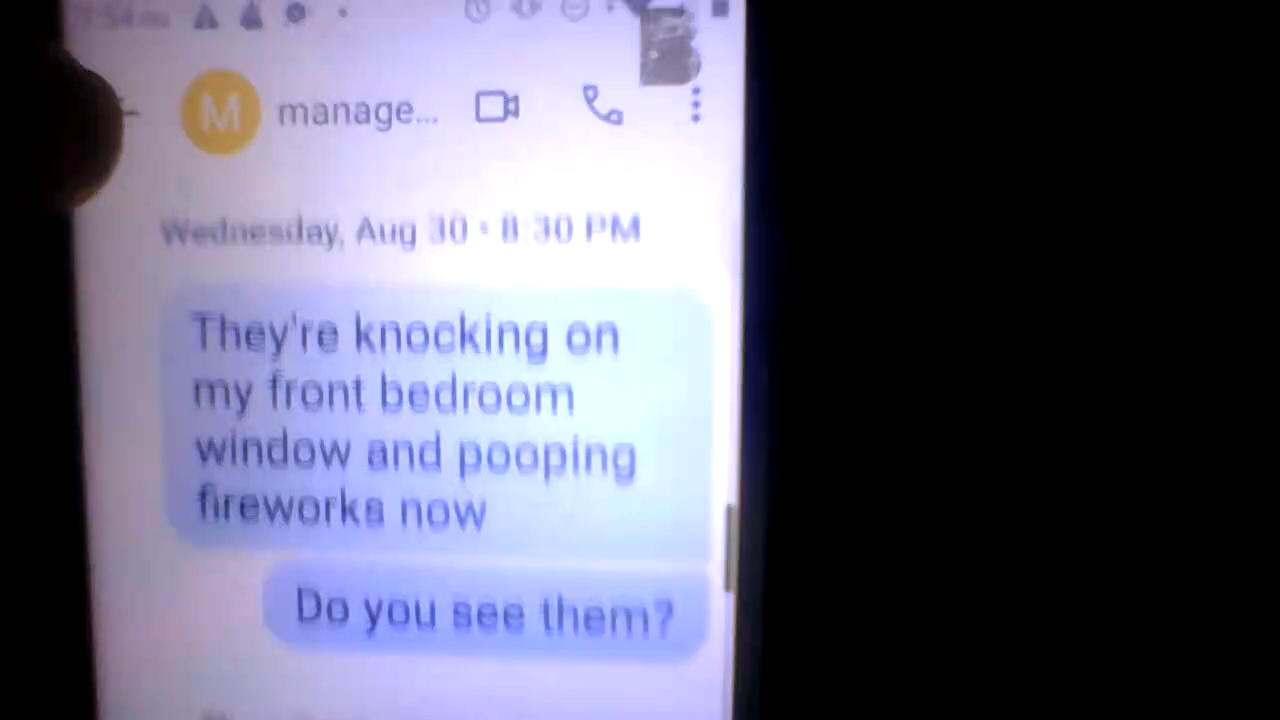 M manage...
Wednesday, Aug 30 • 8:30 PM
They're knocking on
my front bedroom
window and pooping
fireworks now
Do you see them?